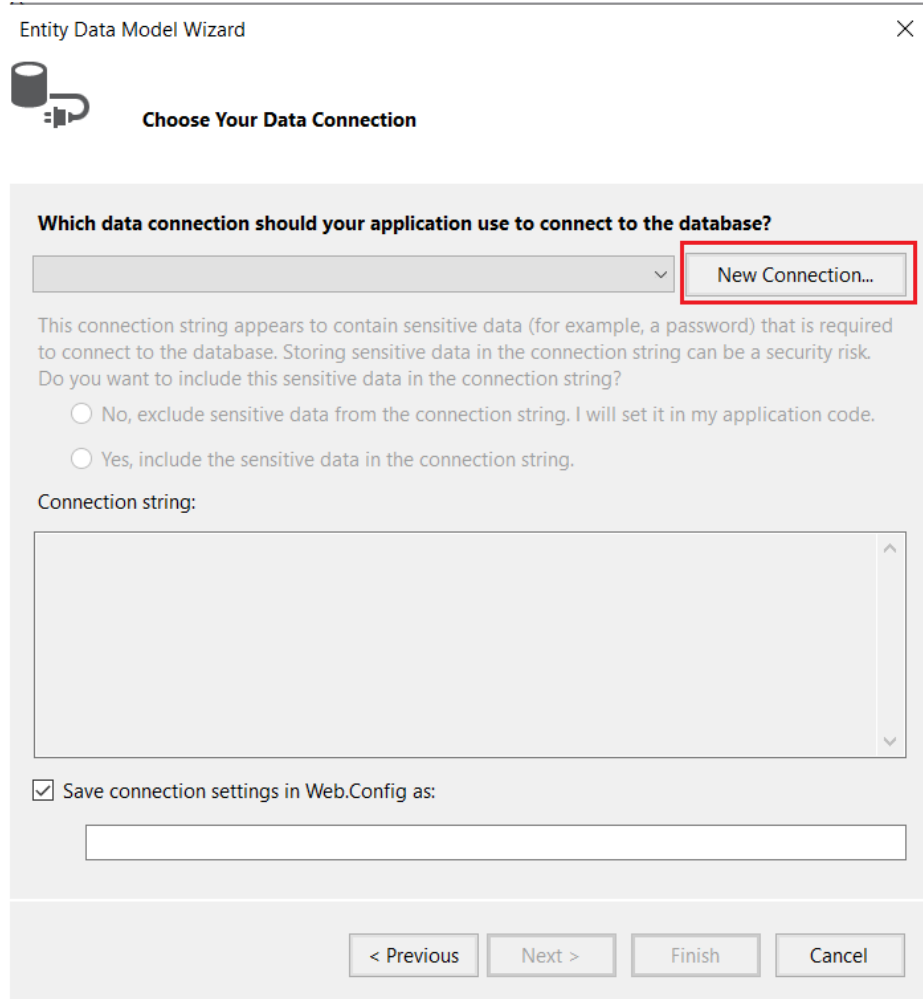 Entity Data Model Wizard
Choose Your Data Connection
Which data connection should your application use to connect to the database?
New Connection...
This connection string appears to contain sensitive data (for example, a password) that is required
to connect to the database. Storing sensitive data in the connection string can be a security risk.
Do you want to include this sensitive data in the connection string?
No, exclude sensitive data from the connection string. I will set it in my application code.
Yes, include the sensitive data in the connection string.
Connection string:
Save connection settings in Web.Config as:
< Previous
Next >
Finish
Cancel